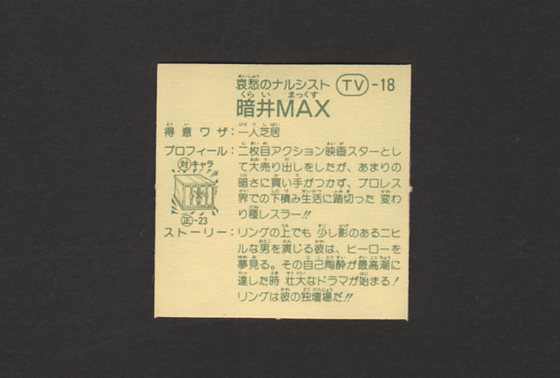 哀愁のナルシスト TV-18
暗井MAX
得意ワザ:一人芝居
プロフィール:二枚目アクション映画スターとし
て大売り出しをしたが、あまりの
暗さに買い手がつかず、プロレス
界での下積み生活に踏切った 変わ
り種レスラー!!
対キャラ
正-23
ストーリー:リングの上でも 少し影のあるニヒ
ルな男を演じる彼は、ヒーローを
夢見る。その自己陶酔が最高潮に
達した時 壮大なドラマが始まる!
リングは彼の独壇場だ!!